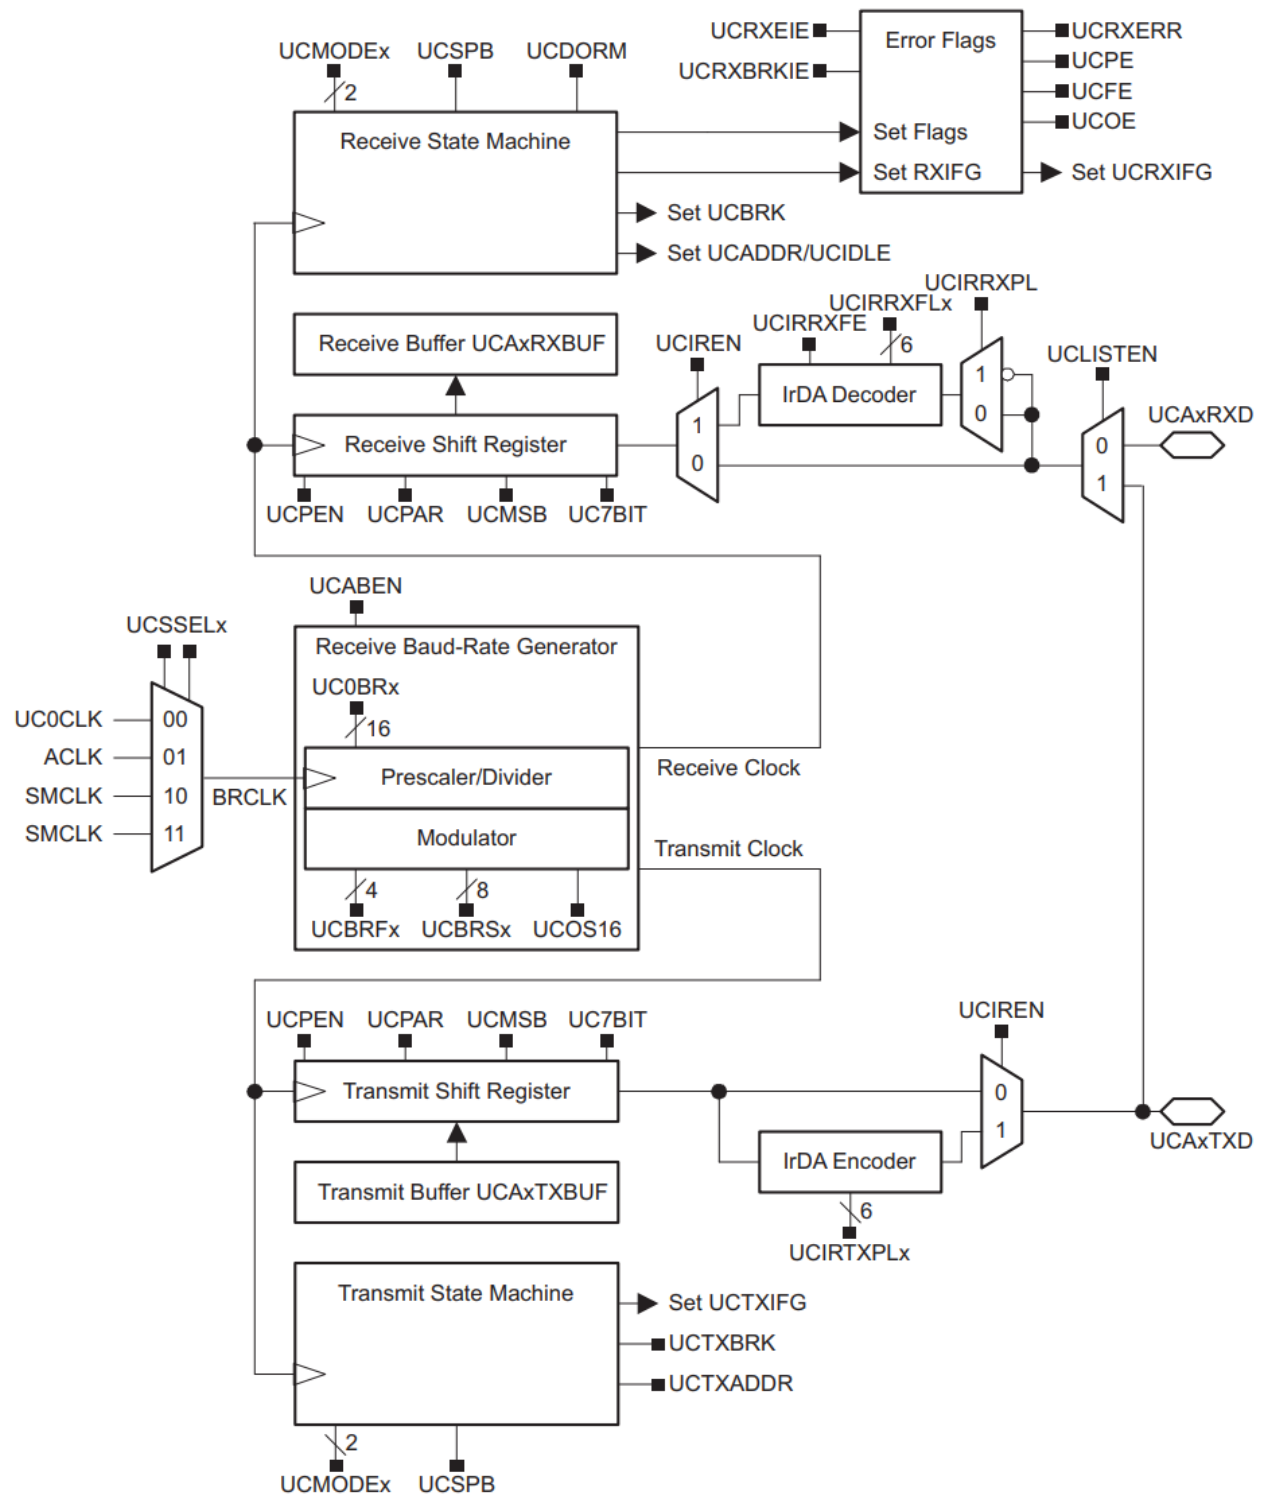 UCRXEIE
UCRXBRKIE
Error Flags
UCRXERR
UCPE
UCFE
UCOE
Set Flags
Set RXIFG
Set UCRXIFG
UCMODEx
UCSPB
UCDORM
2
Receive State Machine
Set UCBRK
Set UCADDR/UCIDLE
UCIRRXPL
UCIRRXFLx
UCIRRXFE
6
UCIREN
UCLISTEN
Receive Buffer UCAxRXBUF
IrDA Decoder
1
0
UCAxRXD
Receive Shift Register
1
0
0
1
UCPEN
UCPAR
UCMSB
UC7BIT
UCABEN
UCSSELx
Receive Baud-Rate Generator
UC0BRx
16
UC0CLK
00
ACLK
01
SMCLK
10
SMCLK
11
BRCLK
Prescaler/Divider
Receive Clock
Modulator
Transmit Clock
4
8
UCBRFx
UCBRSx
UCOS16
UCPEN
UCPAR
UCMSB
UC7BIT
UCIREN
Transmit Shift Register
0
1
UCAxTXD
IrDA Encoder
6
UCIRTXPLx
Transmit Buffer UCAxTXBUF
Transmit State Machine
Set UCTXIFG
UCTXBRK
UCTXADDR
2
UCMODEx
UCSPB